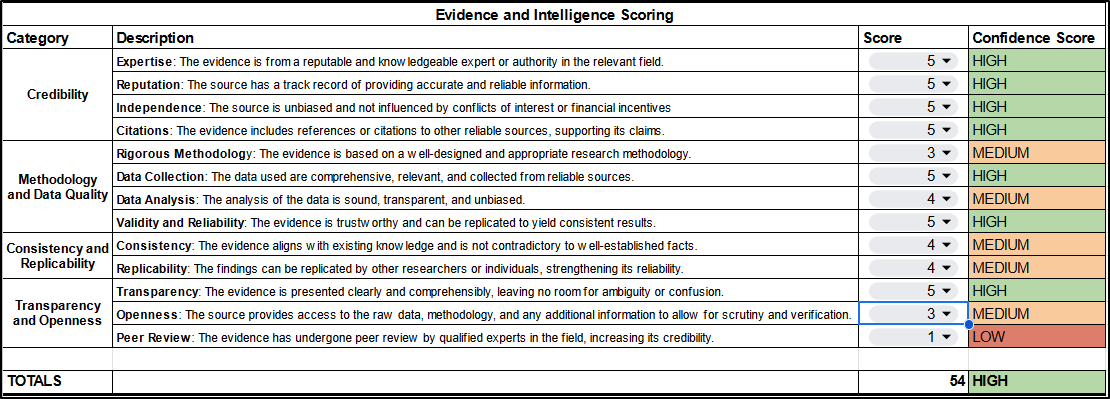 Evidence and Intelligence Scoring
Category Description Score Confidence Score
Credibility
Expertise: The evidence is from a reputable and knowledgeable expert or authority in the relevant field. 5 HIGH
Reputation: The source has a track record of providing accurate and reliable information. 5 HIGH
Independence: The source is unbiased and not influenced by conflicts of interest or financial incentives 5 HIGH
Citations: The evidence includes references or citations to other reliable sources, supporting its claims. 5 HIGH
Methodology
and Data Quality
Rigorous Methodology: The evidence is based on a well-designed and appropriate research methodology. 3 MEDIUM
Data Collection: The data used are comprehensive, relevant, and collected from reliable sources. 5 HIGH
Data Analysis: The analysis of the data is sound, transparent, and unbiased. 4 MEDIUM
Validity and Reliability: The evidence is trustworthy and can be replicated to yield consistent results. 5 HIGH
Consistency and
Replicability
Consistency: The evidence aligns with existing knowledge and is not contradictory to well-established facts. 4 MEDIUM
Replicability: The findings can be replicated by other researchers or individuals, strengthening its reliability. 4 MEDIUM
Transparency
and Openness
Transparency: The evidence is presented clearly and comprehensibly, leaving no room for ambiguity or confusion. 5 HIGH
Openness: The source provides access to the raw data, methodology, and any additional information to allow for scrutiny and verification. 3 MEDIUM
Peer Review: The evidence has undergone peer review by qualified experts in the field, increasing its credibility. 1 LOW
TOTALS 54 HIGH